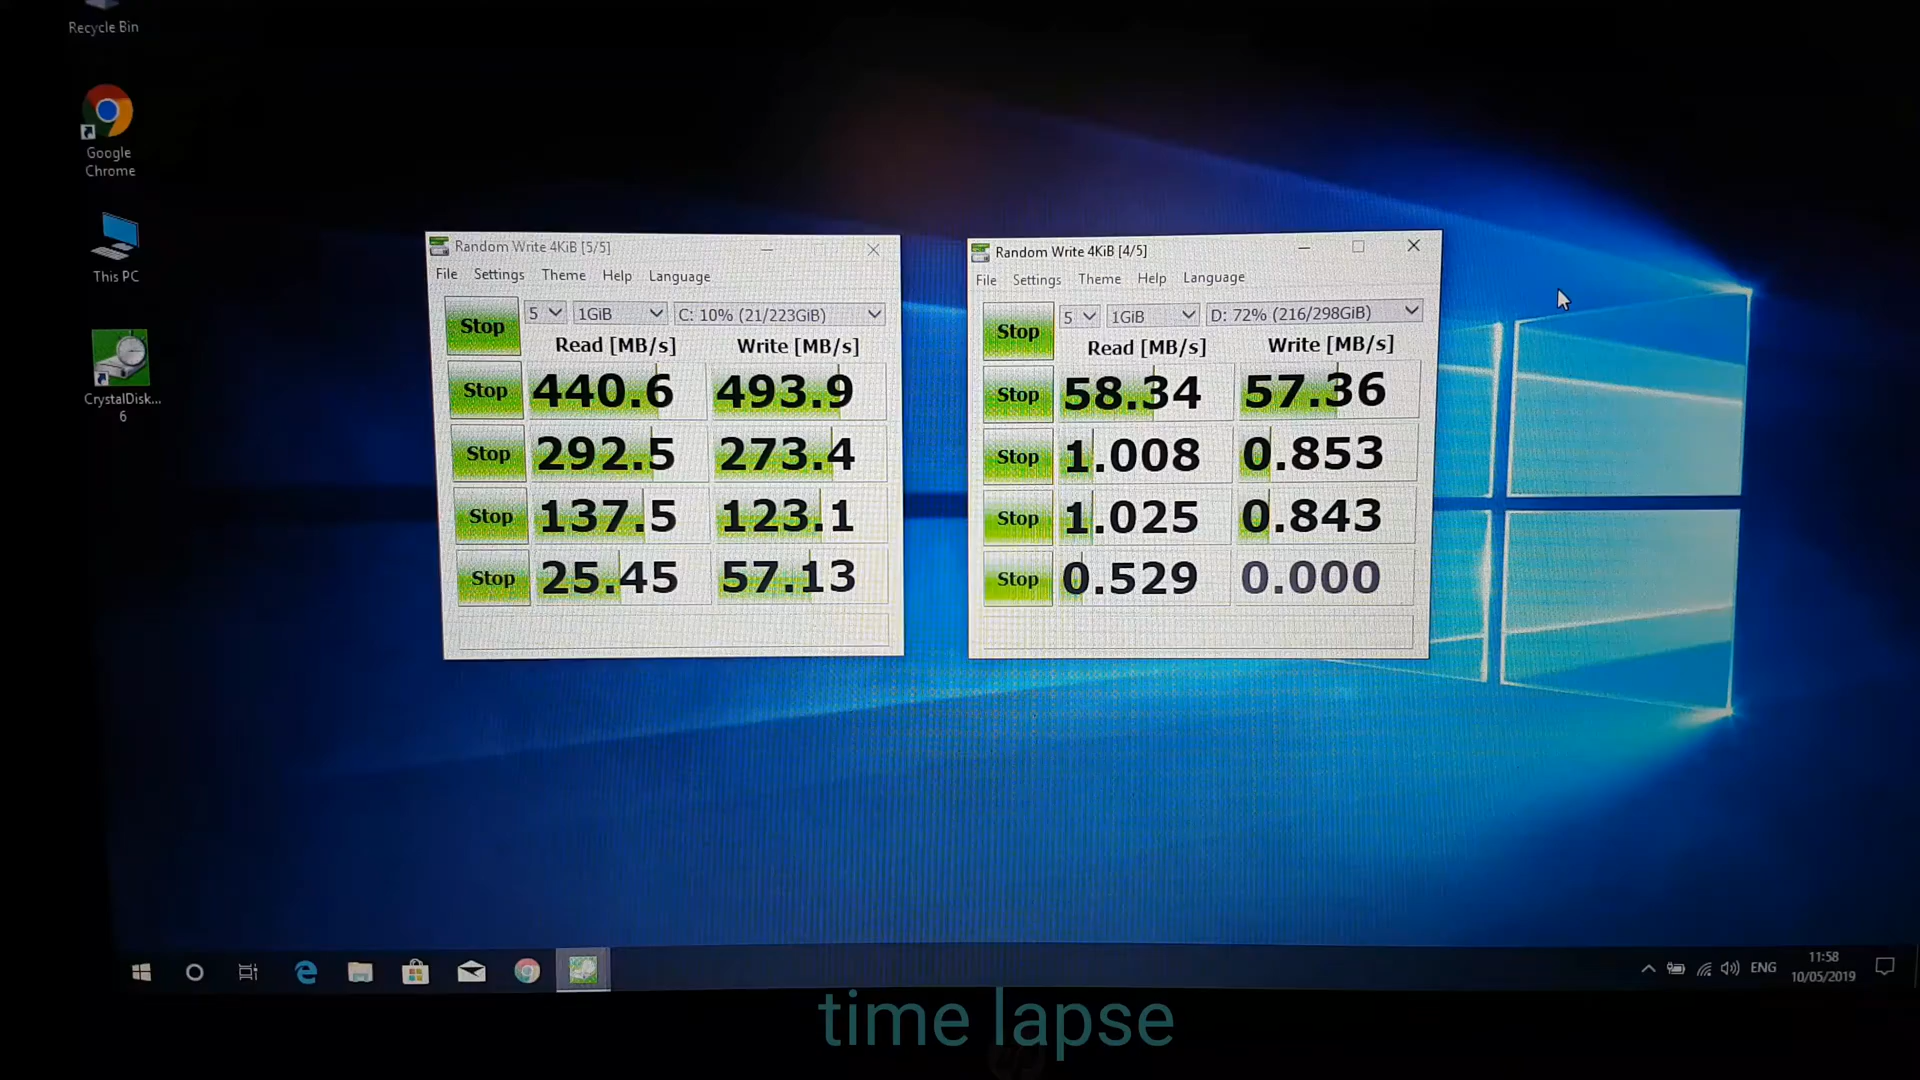 Recycle Bin
Google
Chrome
This PC
CrystalDisk...
6
Random Write 4KiB [5/5]
File Settings Theme Help Language
Stop 5 1GiB C: 10% (21/223GiB)
Read [MB/s] Write [MB/s]
Stop 440.6 493.9
Stop 292.5 273.4
Stop 137.5 123.1
Stop 25.45 57.13
Random Write 4KiB [4/5]
File Settings Theme Help Language
Stop 5 1GiB D: 72% (216/298GiB)
Read [MB/s] Write [MB/s]
Stop 58.34 57.36
Stop 1.008 0.853
Stop 1.025 0.843
Stop 0.529 0.000
ENG
11:58
10/05/2019
time lapse